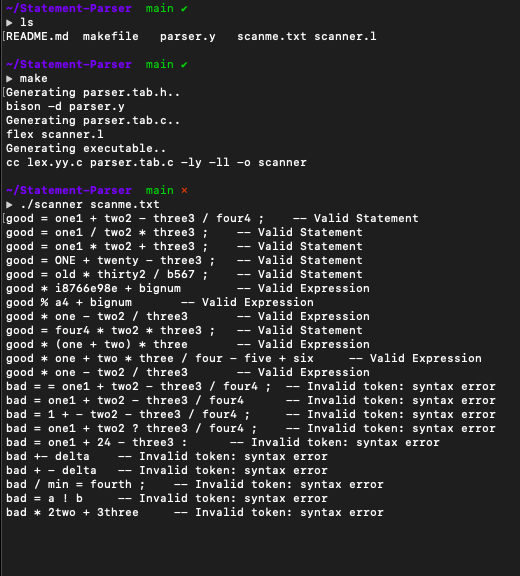 ~/Statement-Parser  main ✔
▶ ls
README.md  makefile   parser.y   scanme.txt scanner.l
~/Statement-Parser  main ✔
▶ make
Generating parser.tab.h..
bison -d parser.y
Generating parser.tab.c..
flex scanner.l
Generating executable..
cc lex.yy.c parser.tab.c -ly -ll -o scanner
~/Statement-Parser  main ✗
▶ ./scanner scanme.txt
good = one1 + two2 - three3 / four4 ;    -- Valid Statement
good = one1 / two2 * three3 ;    -- Valid Statement
good = one1 * two2 + three3 ;    -- Valid Statement
good = ONE + twenty - three3 ;   -- Valid Statement
good = old * thirty2 / b567 ;    -- Valid Statement
good * i8766e98e + bignum        -- Valid Expression
good % a4 + bignum       -- Valid Expression
good * one - two2 / three3       -- Valid Expression
good = four4 * two2 * three3 ;   -- Valid Statement
good * (one + two) * three       -- Valid Expression
good * one + two * three / four - five + six     -- Valid Expression
good * one - two2 / three3       -- Valid Expression
bad = = one1 + two2 - three3 / four4 ;  -- Invalid token: syntax error
bad = one1 + two2 - three3 / four4      -- Invalid token: syntax error
bad = 1 + - two2 - three3 / four4 ;     -- Invalid token: syntax error
bad = one1 + two2 ? three3 / four4 ;    -- Invalid token: syntax error
bad = one1 + 24 - three3 :      -- Invalid token: syntax error
bad +- delta    -- Invalid token: syntax error
bad + - delta   -- Invalid token: syntax error
bad / min = fourth ;    -- Invalid token: syntax error
bad = a ! b     -- Invalid token: syntax error
bad * 2two + 3three     -- Invalid token: syntax error